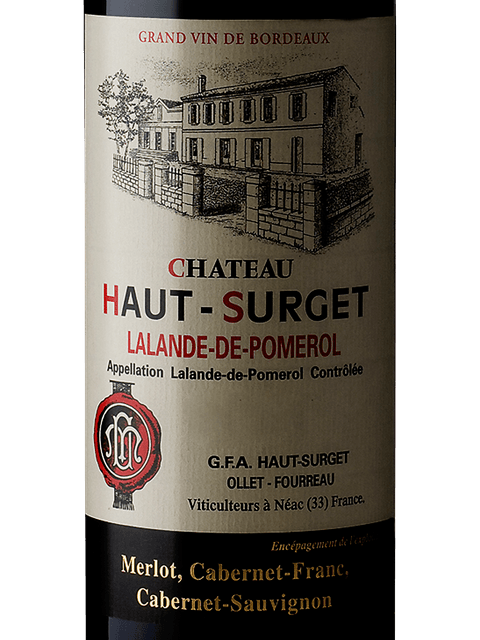 GRAND VIN DE BORDEAUX
CHATEAU
HAUT-SURGET
LALANDE-DE-POMEROL
Appellation Lalande-de-Pomerol Contrôlée
G.F.A. HAUT-SURGET
OLLET - FOURREAU
Viticulteurs à Néac (33) France.
Encépagement de
Merlot, Cabernet-Franc,
Cabernet-Sauvignon